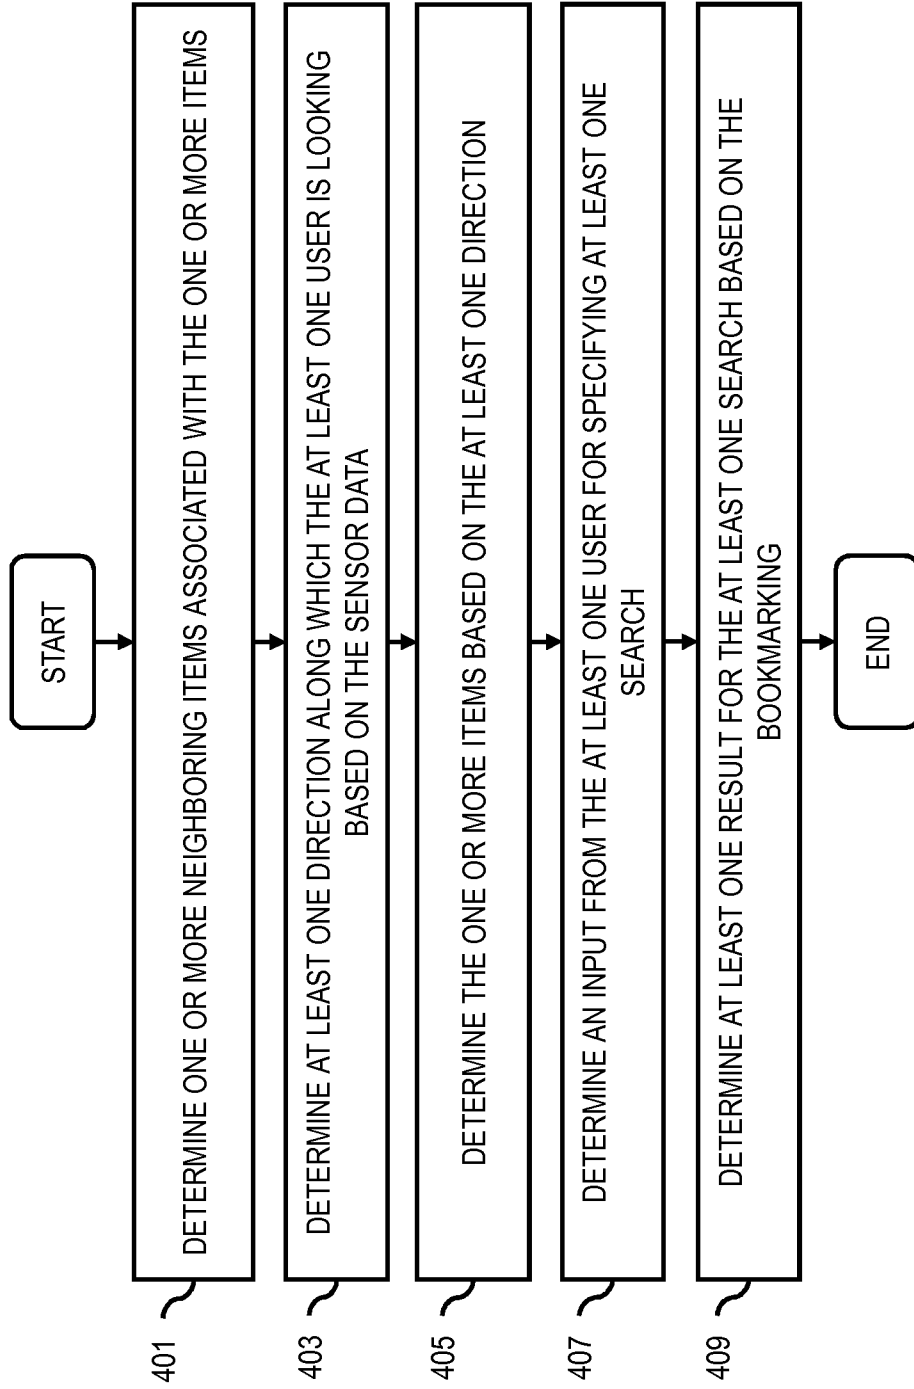 START
401
DETERMINE ONE OR MORE NEIGHBORING ITEMS ASSOCIATED WITH THE ONE OR MORE ITEMS
403
DETERMINE AT LEAST ONE DIRECTION ALONG WHICH THE AT LEAST ONE USER IS LOOKING
BASED ON THE SENSOR DATA
405
DETERMINE THE ONE OR MORE ITEMS BASED ON THE AT LEAST ONE DIRECTION
407
DETERMINE AN INPUT FROM THE AT LEAST ONE USER FOR SPECIFYING AT LEAST ONE
SEARCH
409
DETERMINE AT LEAST ONE RESULT FOR THE AT LEAST ONE SEARCH BASED ON THE
BOOKMARKING
END